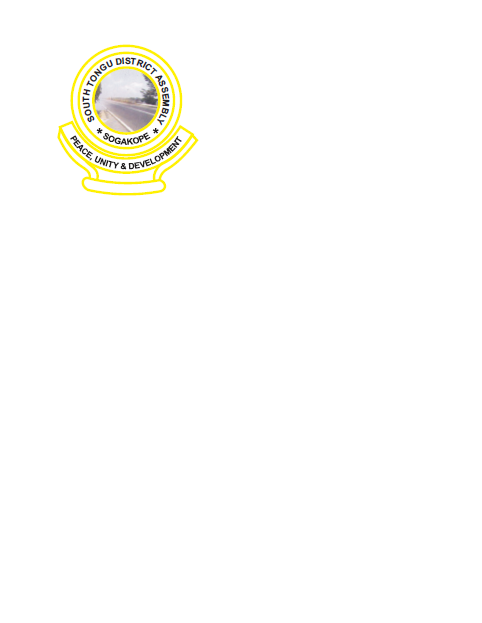 SOUTH TONGU DISTRICT ASSEMBLY
* SOGAKOPE *
PEACE, UNITY & DEVELOPMENT